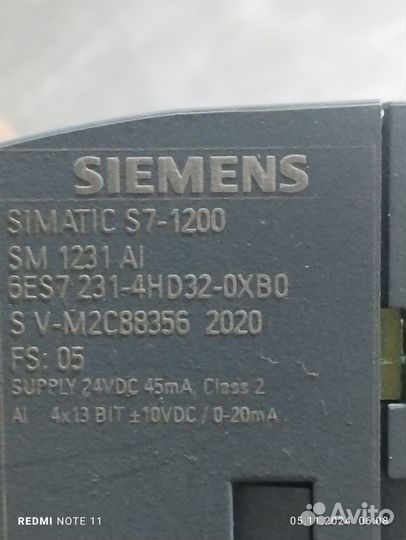 SIEMENS
SIMATIC S7-1200
SM 1231 AI
6ES7 231-4HD32-0XB0
S V-M2C88356 2020
FS: 05
SUPPLY 24VDC 45mA, Class 2
AI 4x13 BIT ±10VDC / 0-20mA
REDMI NOTE 11
05.11.2024 06:08
Avito